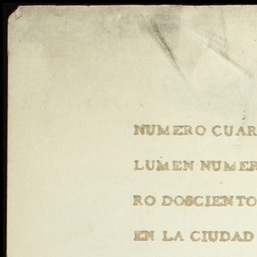 NUMERO CUAR
LUMEN NUMER
RO DOSCIENTO
EN LA CIUDAD